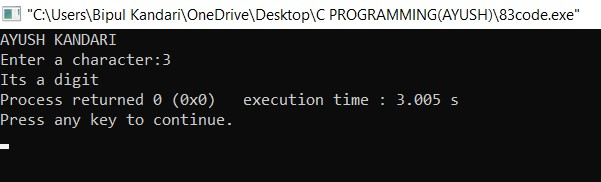 "C:\Users\Bipul Kandari\OneDrive\Desktop\C PROGRAMMING(AYUSH)\83code.exe"
AYUSH KANDARI
Enter a character:3
Its a digit
Process returned 0 (0x0)   execution time : 3.005 s
Press any key to continue.